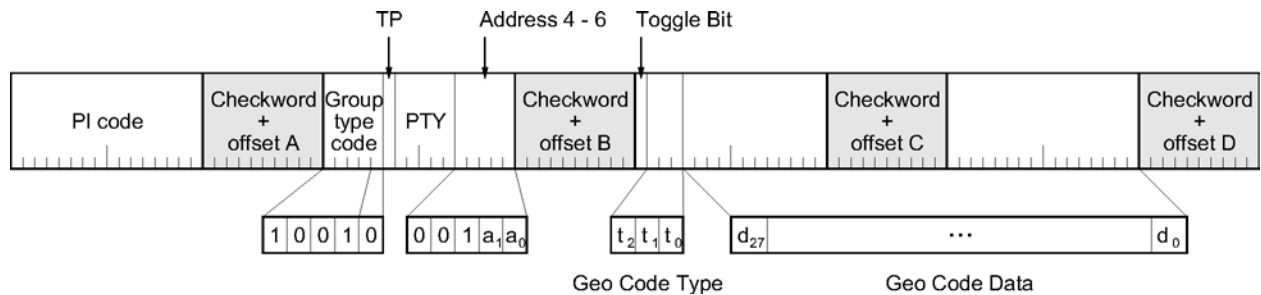 TP Address 4 - 6 Toggle Bit
PI code
Checkword + offset A
Group type code
PTY
Checkword + offset B
Checkword + offset C
Checkword + offset D
1 0 0 1 0
0 0 1 a1 a0
t2 t1 t0
d27 ... d0
Geo Code Type Geo Code Data